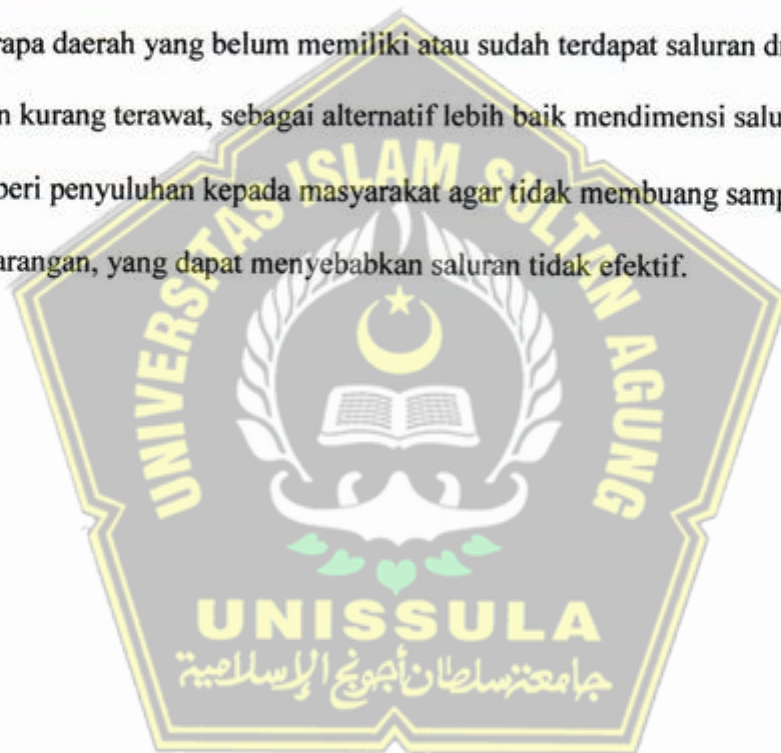 rapa daerah yang belum memiliki atau sudah terdapat saluran dr
n kurang terawat, sebagai alternatif lebih baik mendimensi salu
beri penyuluhan kepada masyarakat agar tidak membuang samp
arangan, yang dapat menyebabkan saluran tidak efektif.
UNIVERSITAS ISLAM SULTAN AGUNG
UNISSULA
جامعة سلطان أجونج الإسلامية